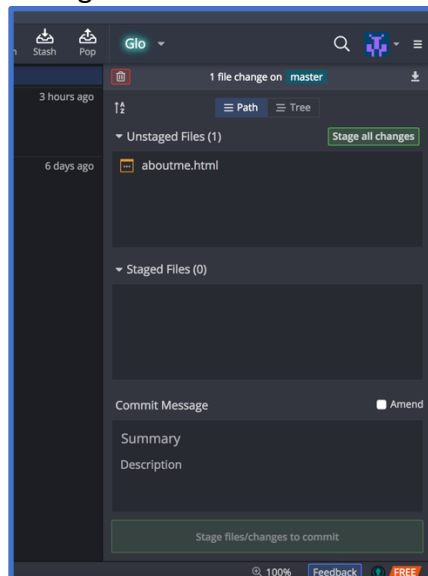 Stash Pop Glo
1 file change on master
3 hours ago
Path Tree
Unstaged Files (1) Stage all changes
6 days ago
aboutme.html
Staged Files (0)
Commit Message Amend
Summary
Description
Stage files/changes to commit
100% Feedback FREE